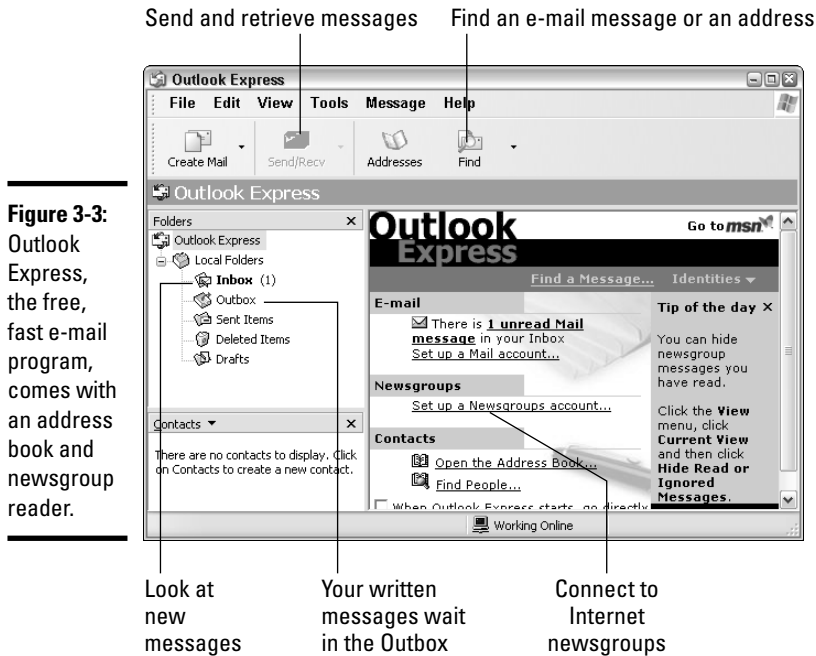 Send and retrieve messages
Find an e-mail message or an address
Outlook Express
File Edit View Tools Message Help
Create Mail
Send/Recv
Addresses
Find
Outlook Express
Figure 3-3:
Outlook
Express,
the free,
fast e-mail
program,
comes with
an address
book and
newsgroup
reader.
Folders
Outlook Express
Local Folders
Inbox (1)
Outbox
Sent Items
Deleted Items
Drafts
Contacts
There are no contacts to display. Click
on Contacts to create a new contact.
Outlook
Express
Go to msn
Find a Message...
Identities
E-mail
There is 1 unread Mail
message in your Inbox
Set up a Mail account...
Newsgroups
Set up a Newsgroups account...
Contacts
Open the Address Book...
Find People...
When Outlook Express starts, go directly
Tip of the day
You can hide
newsgroup
messages you
have read.
Click the View
menu, click
Current View
and then click
Hide Read or
Ignored
Messages.
Working Online
Look at
new
messages
Your written
messages wait
in the Outbox
Connect to
Internet
newsgroups